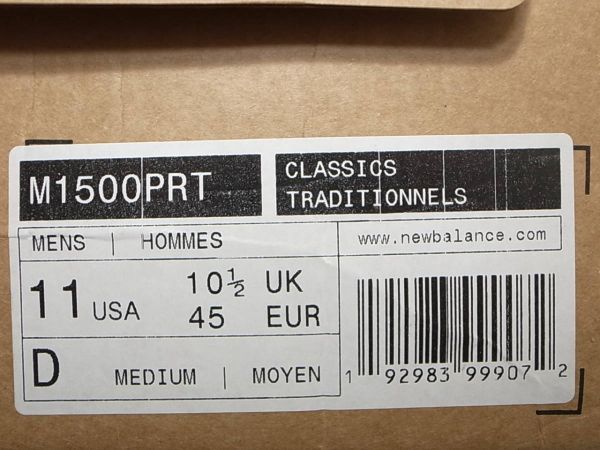 M1500PRT
CLASSICS
TRADITIONNELS
MENS | HOMMES
www.newbalance.com
11 USA
10½ UK
45 EUR
D MEDIUM | MOYEN
1 92983 99907 2